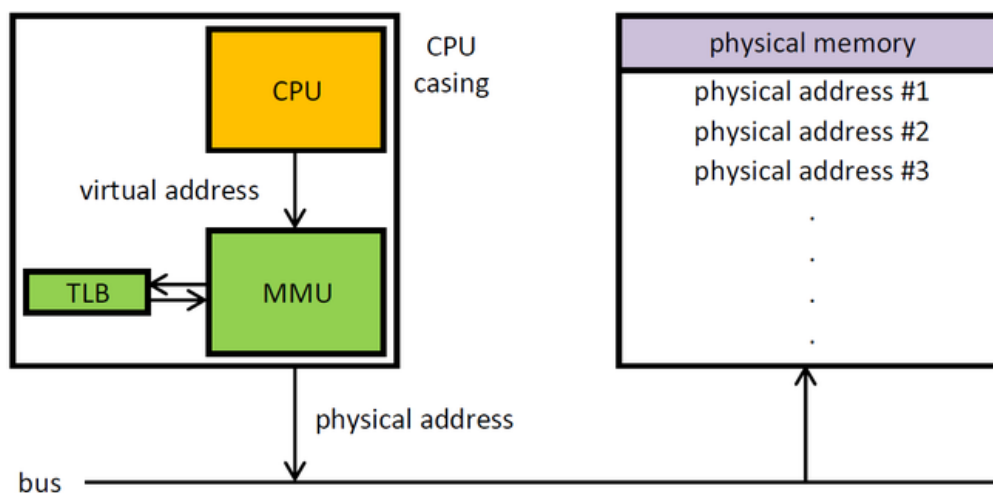 CPU
CPU
casing
virtual address
TLB
MMU
physical address
bus
physical memory
physical address #1
physical address #2
physical address #3
.
.
.
.